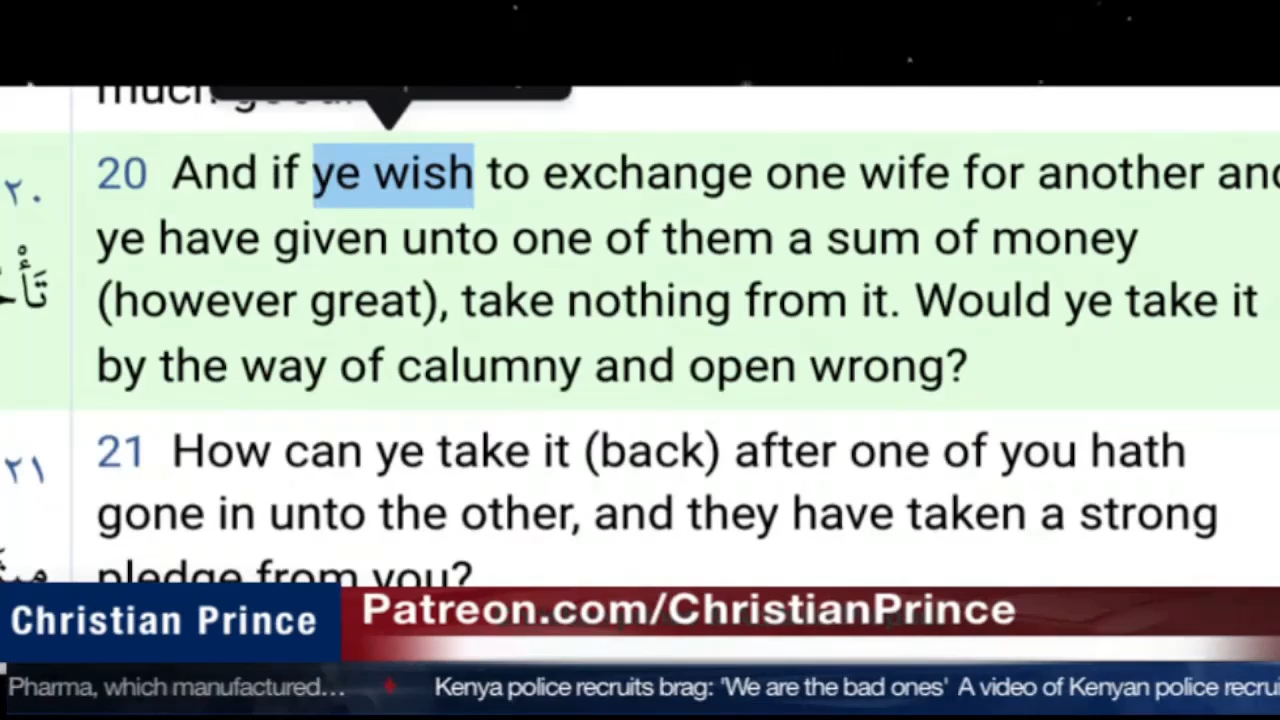 20 And if ye wish to exchange one wife for another and
ye have given unto one of them a sum of money
(however great), take nothing from it. Would ye take it
by the way of calumny and open wrong?
21 How can ye take it (back) after one of you hath
gone in unto the other, and they have taken a strong
pledge from you?
٢٠
٢١
Christian Prince
Patreon.com/ChristianPrince
Pharma, which manufactured... Kenya police recruits brag: 'We are the bad ones' A video of Kenyan police recrui